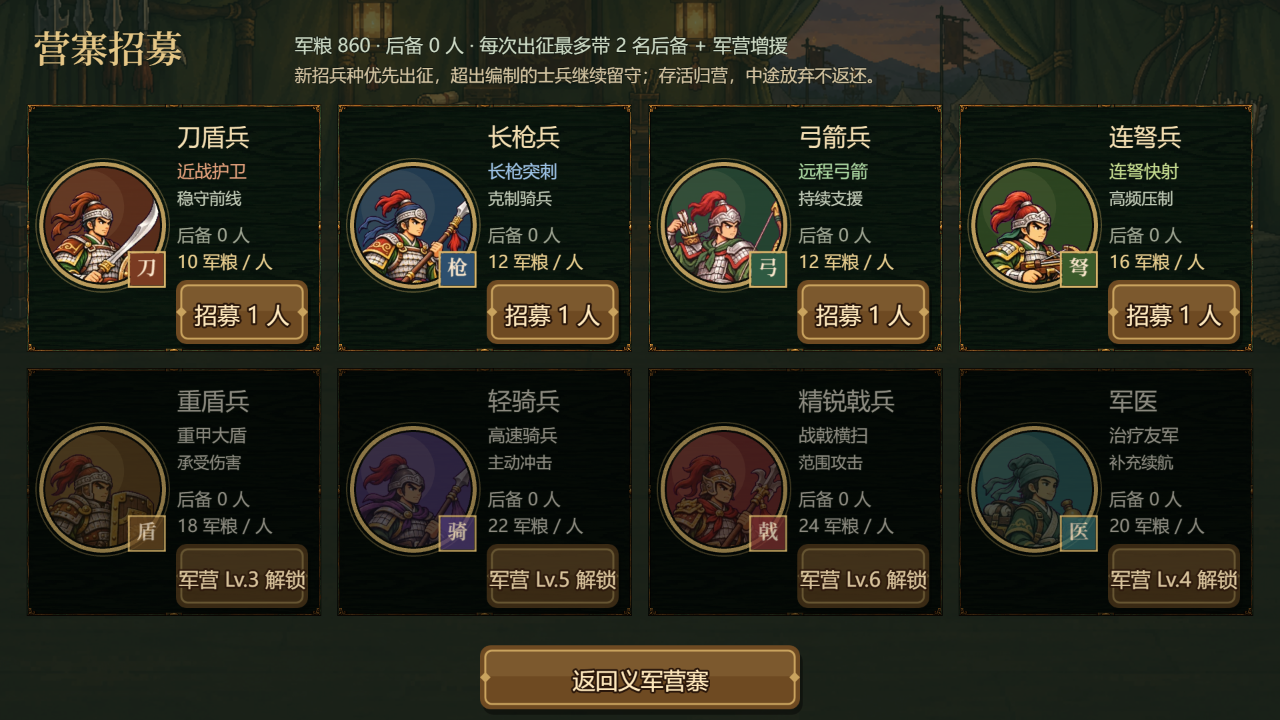 营寨招募
军粮 860 · 后备 0 人 · 每次出征最多带 2 名后备 + 军营增援
新招兵种优先出征，超出编制的士兵继续留守；存活归营，中途放弃不返还。
刀盾兵
近战护卫
稳守前线
后备 0 人
10 军粮 / 人
刀
招募 1 人
长枪兵
长枪突刺
克制骑兵
后备 0 人
12 军粮 / 人
枪
招募 1 人
弓箭兵
远程弓箭
持续支援
后备 0 人
12 军粮 / 人
弓
招募 1 人
连弩兵
连弩快射
高频压制
后备 0 人
16 军粮 / 人
弩
招募 1 人
重盾兵
重甲大盾
承受伤害
后备 0 人
18 军粮 / 人
盾
军营 Lv.3 解锁
轻骑兵
高速骑兵
主动冲击
后备 0 人
22 军粮 / 人
骑
军营 Lv.5 解锁
精锐戟兵
战戟横扫
范围攻击
后备 0 人
24 军粮 / 人
戟
军营 Lv.6 解锁
军医
治疗友军
补充续航
后备 0 人
20 军粮 / 人
医
军营 Lv.4 解锁
返回义军营寨